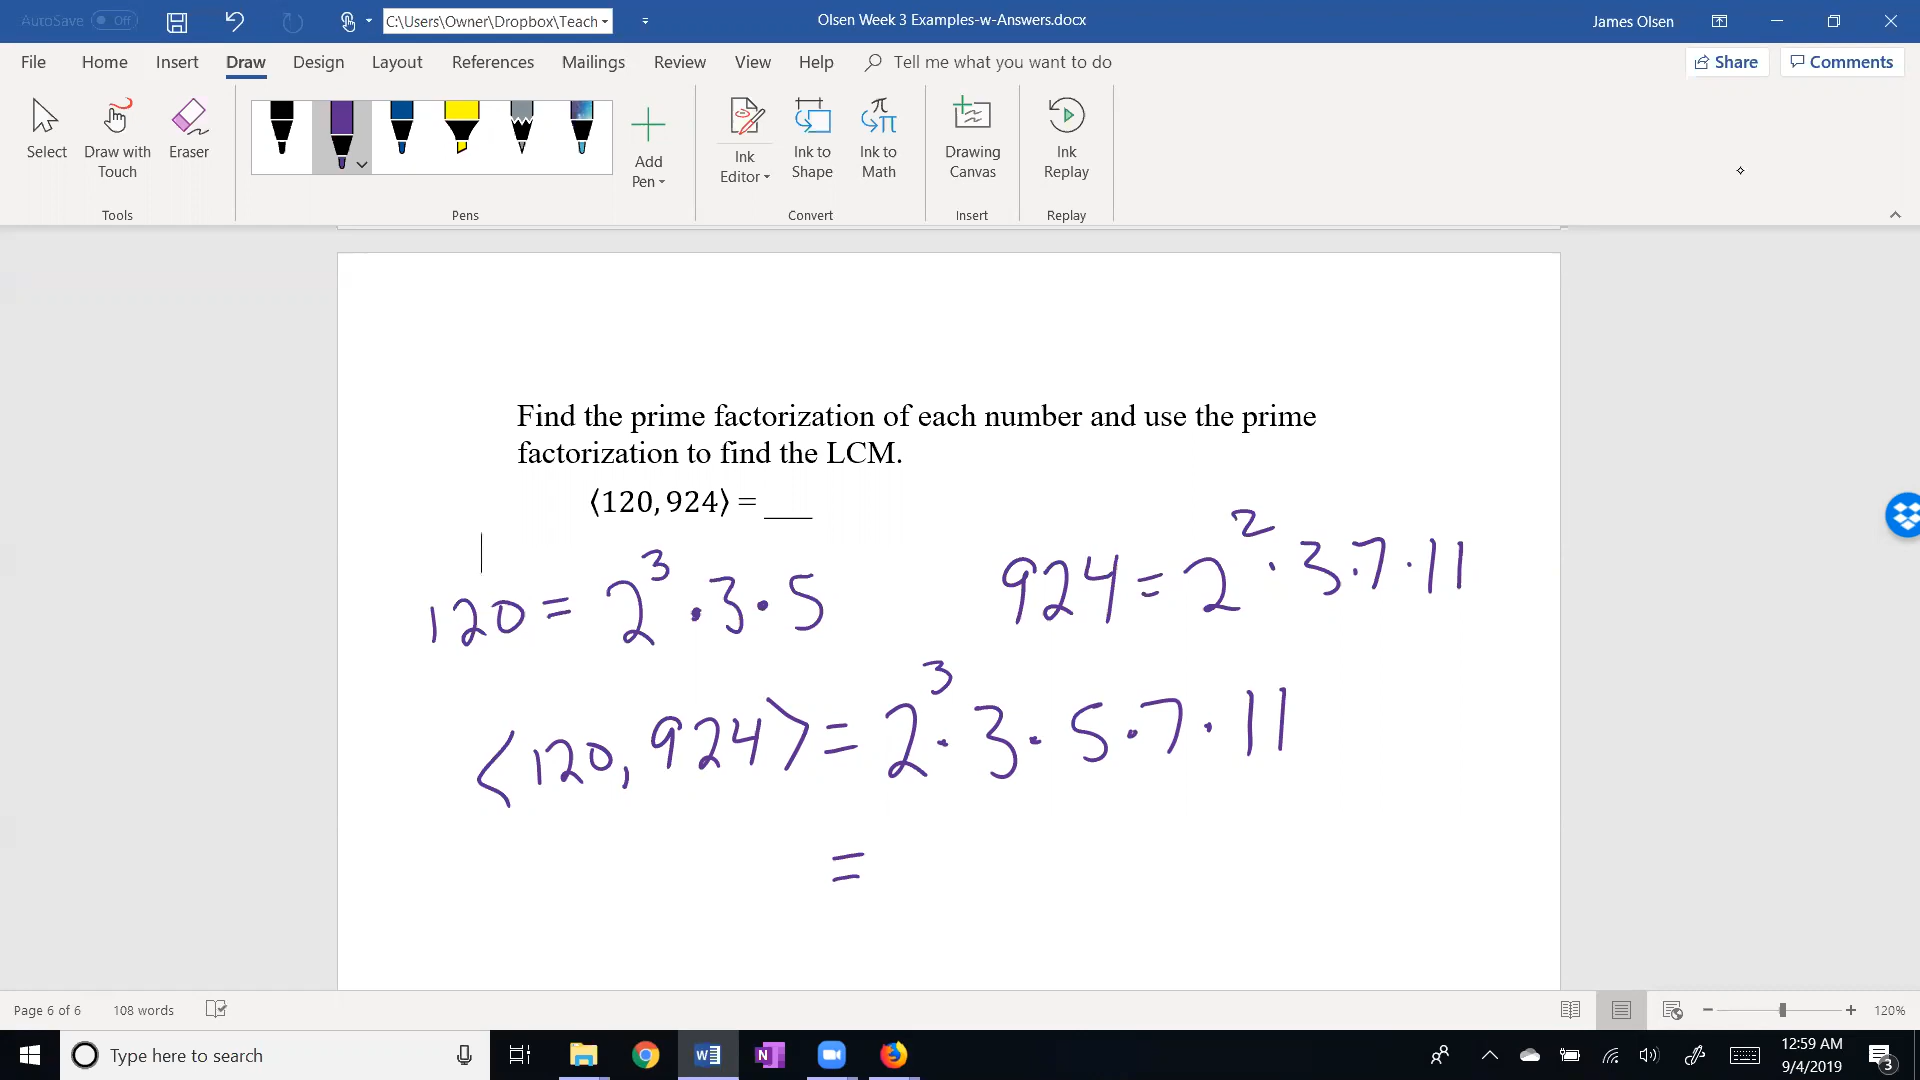 AutoSave Off C:\Users\Owner\Dropbox\Teach Olsen Week 3 Examples-w-Answers.docx James Olsen
File Home Insert Draw Design Layout References Mailings Review View Help Tell me what you want to do Share Comments
Select
Draw with Touch
Eraser
Add Pen
Ink Editor
Ink to Shape
Ink to Math
Drawing Canvas
Ink Replay
Tools Pens Convert Insert Replay
Find the prime factorization of each number and use the prime
factorization to find the LCM.
⟨120, 924⟩ = ___
120 = 2³ · 3 · 5
924 = 2² · 3 · 7 · 11
⟨120, 924⟩ = 2³ · 3 · 5 · 7 · 11
=
Page 6 of 6 108 words 120%
Type here to search
12:59 AM
9/4/2019
3